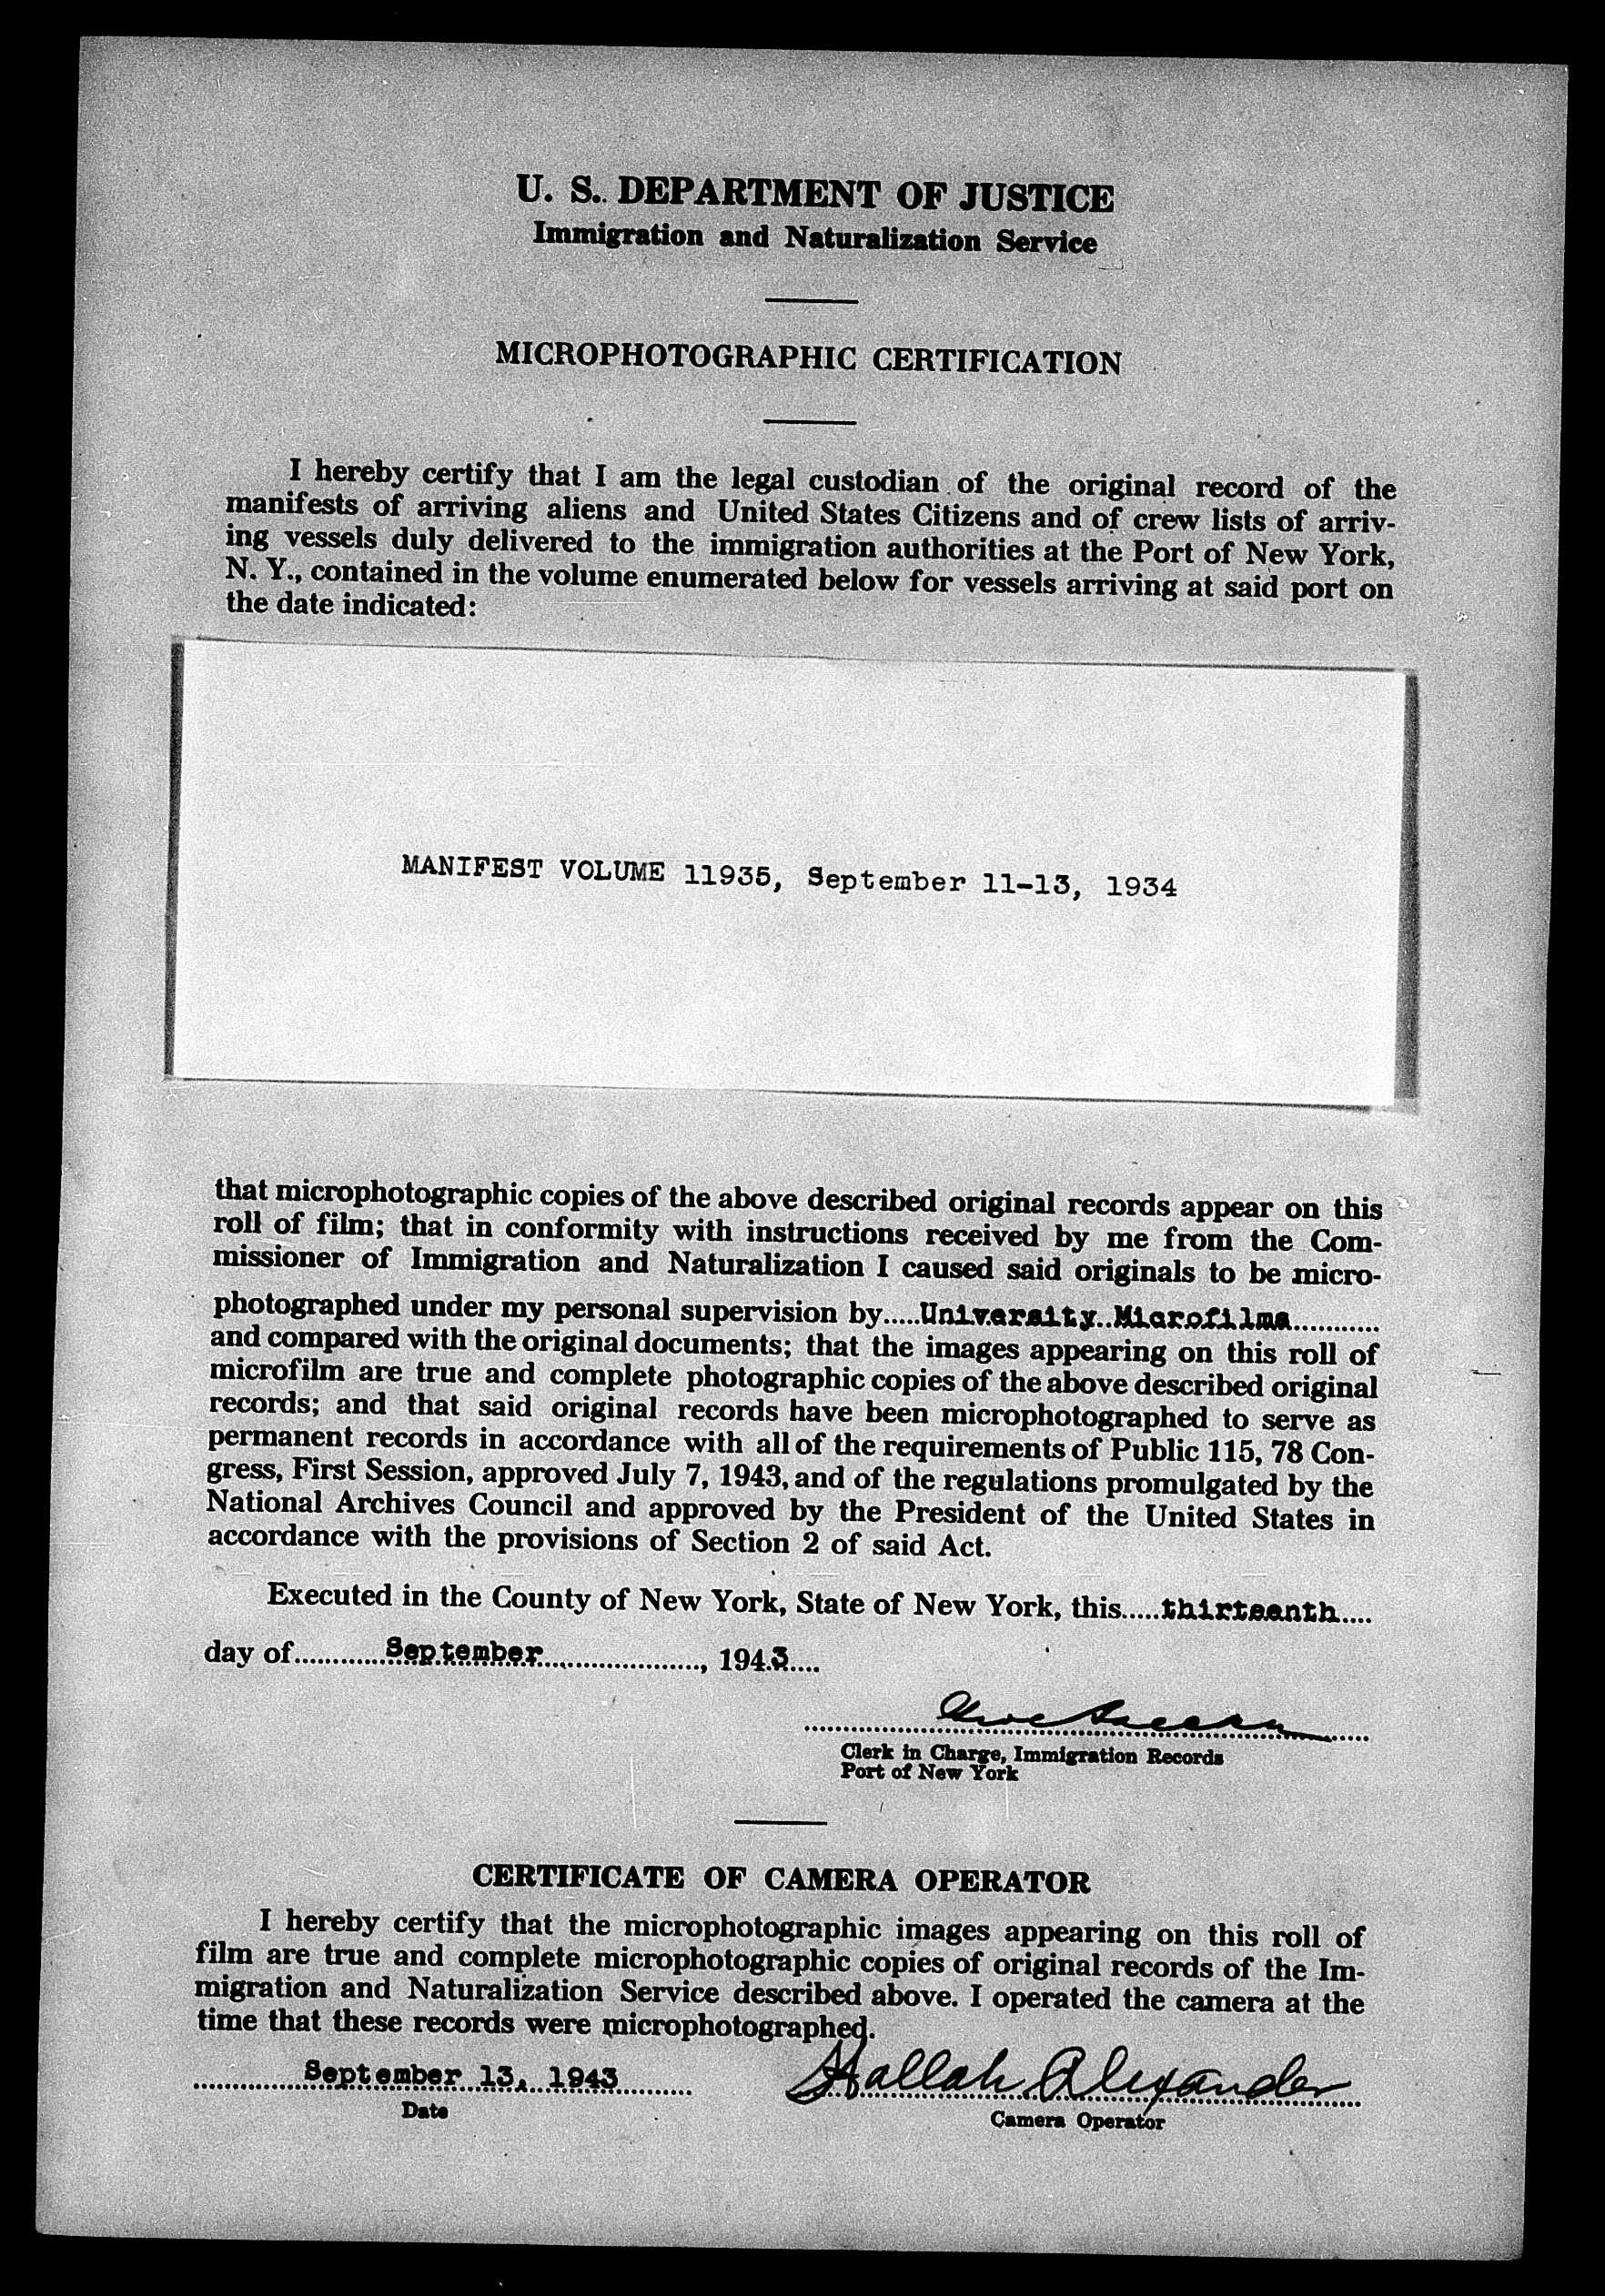 U. S. DEPARTMENT OF JUSTICE
Immigration and Naturalization Service
MICROPHOTOGRAPHIC CERTIFICATION
I hereby certify that I am the legal custodian of the original record of the
manifests of arriving aliens and United States Citizens and of crew lists of arriv-
ing vessels duly delivered to the immigration authorities at the Port of New York,
N. Y., contained in the volume enumerated below for vessels arriving at said port on
the date indicated:
MANIFEST VOLUME 11935, September 11-13, 1934
that microphotographic copies of the above described original records appear on this
roll of film; that in conformity with instructions received by me from the Com-
missioner of Immigration and Naturalization I caused said originals to be micro-
photographed under my personal supervision by.....University Microfilms...........
and compared with the original documents; that the images appearing on this roll of
microfilm are true and complete photographic copies of the above described original
records; and that said original records have been microphotographed to serve as
permanent records in accordance with all of the requirements of Public 115, 78 Con-
gress, First Session, approved July 7, 1943, and of the regulations promulgated by the
National Archives Council and approved by the President of the United States in
accordance with the provisions of Section 2 of said Act.
Executed in the County of New York, State of New York, this.....thirteenth....
day of............September....................., 1943....
Clerk in Charge, Immigration Records
Port of New York
CERTIFICATE OF CAMERA OPERATOR
I hereby certify that the microphotographic images appearing on this roll of
film are true and complete microphotographic copies of original records of the Im-
migration and Naturalization Service described above. I operated the camera at the
time that these records were microphotographed.
September 13, 1943 Hallah Alexander
Date Camera Operator